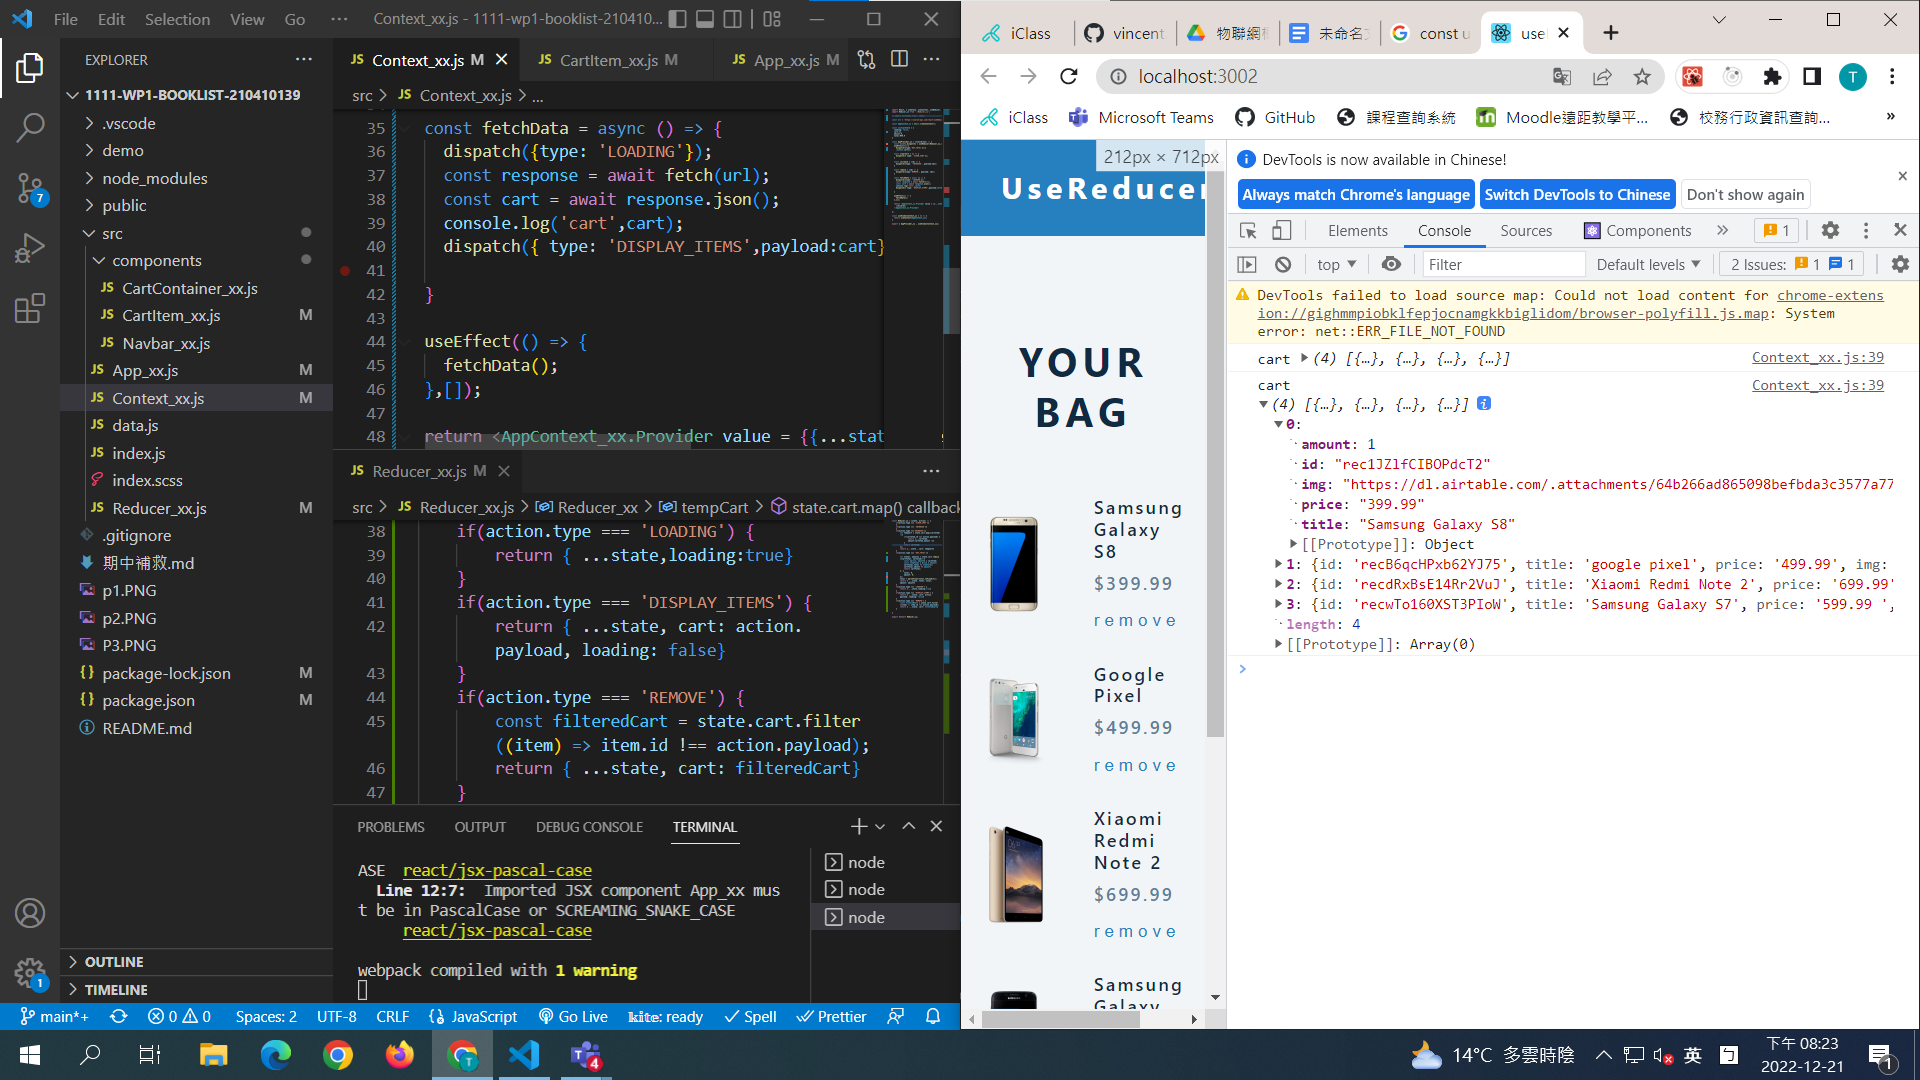 File Edit Selection View Go ··· Context_xx.js - 1111-wp1-booklist-210410...
EXPLORER
1111-WP1-BOOKLIST-210410139
.vscode
demo
node_modules
public
src
components
CartContainer_xx.js
CartItem_xx.js M
Navbar_xx.js
App_xx.js M
Context_xx.js M
data.js
index.js
index.scss
Reducer_xx.js M
.gitignore
期中補救.md
p1.PNG
p2.PNG
P3.PNG
package-lock.json M
package.json M
README.md
OUTLINE
TIMELINE
7
1
JS Context_xx.js M JS CartItem_xx.js M JS App_xx.js M
src > JS Context_xx.js > ...
35 const fetchData = async () => {
36 dispatch({type: 'LOADING'});
37 const response = await fetch(url);
38 const cart = await response.json();
39 console.log('cart',cart);
40 dispatch({ type: 'DISPLAY_ITEMS',payload:cart}
41
42 }
43
44 useEffect(() => {
45 fetchData();
46 },[]);
47
48 return <AppContext_xx.Provider value = {{...stat
JS Reducer_xx.js M
src > JS Reducer_xx.js > Reducer_xx > tempCart > state.cart.map() callback
38 if(action.type === 'LOADING') {
39 return { ...state,loading:true}
40 }
41 if(action.type === 'DISPLAY_ITEMS') {
42 return { ...state, cart: action.
payload, loading: false}
43 }
44 if(action.type === 'REMOVE') {
45 const filteredCart = state.cart.filter
((item) => item.id !== action.payload);
46 return { ...state, cart: filteredCart}
47 }
PROBLEMS OUTPUT DEBUG CONSOLE TERMINAL
ASE react/jsx-pascal-case
Line 12:7: Imported JSX component App_xx mus
t be in PascalCase or SCREAMING_SNAKE_CASE
react/jsx-pascal-case
webpack compiled with 1 warning
node
node
node
main*+ 0 0 Spaces: 2 UTF-8 CRLF JavaScript Go Live kite: ready Spell Prettier
iClass vincent 物聯網 未命名 const u use
localhost:3002
T
iClass Microsoft Teams GitHub 課程查詢系統 Moodle遠距教學平... 校務行政資訊查詢... »
212px × 712px
UseReducer
YOUR
BAG
Samsung
Galaxy
S8
$399.99
remove
Google
Pixel
$499.99
remove
Xiaomi
Redmi
Note 2
$699.99
remove
Samsung
Galaxy
DevTools is now available in Chinese!
Always match Chrome's language Switch DevTools to Chinese Don't show again
Elements Console Sources Components » 1
top Filter Default levels 2 Issues: 1 1
DevTools failed to load source map: Could not load content for chrome-extens
ion://gighmmpiobklfepjocnamgkkbiglidom/browser-polyfill.js.map: System
error: net::ERR_FILE_NOT_FOUND
cart (4) [{…}, {…}, {…}, {…}] Context_xx.js:39
cart Context_xx.js:39
(4) [{…}, {…}, {…}, {…}]
0:
amount: 1
id: "rec1JZlfCIBOPdcT2"
img: "https://dl.airtable.com/.attachments/64b266ad865098befbda3c3577a77
price: "399.99"
title: "Samsung Galaxy S8"
[[Prototype]]: Object
1: {id: 'recB6qcHPxb62YJ75', title: 'google pixel', price: '499.99', img:
2: {id: 'recdRxBsE14Rr2VuJ', title: 'Xiaomi Redmi Note 2', price: '699.99'
3: {id: 'recwTo160XST3PIoW', title: 'Samsung Galaxy S7', price: '599.99 ',
length: 4
[[Prototype]]: Array(0)
4
14°C 多雲時陰
英
下午 08:23
2022-12-21
1